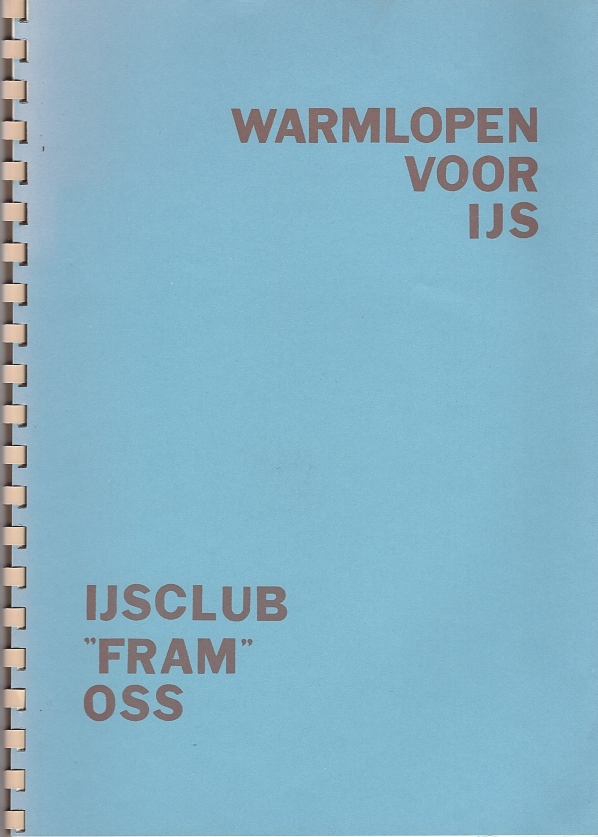 WARMLOPEN
VOOR
IJS
IJSCLUB
"FRAM"
OSS